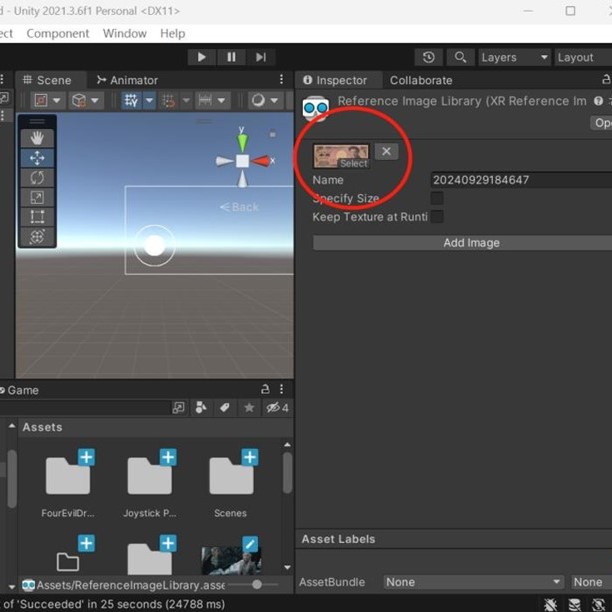 d - Unity 2021.3.6f1 Personal <DX11>
ect Component Window Help
Layers Layout
Scene Animator
Inspector Collaborate
Reference Image Library (XR Reference Im
Ope
y
x
Back
Select
Name 20240929184647
Specify Size
Keep Texture at Runti
Add Image
Game
4
Assets
FourEvilDr... Joystick P... Scenes
Assets/ReferenceImageLibrary.asse
Asset Labels
AssetBundle None None
t of 'Succeeded' in 25 seconds (24788 ms)